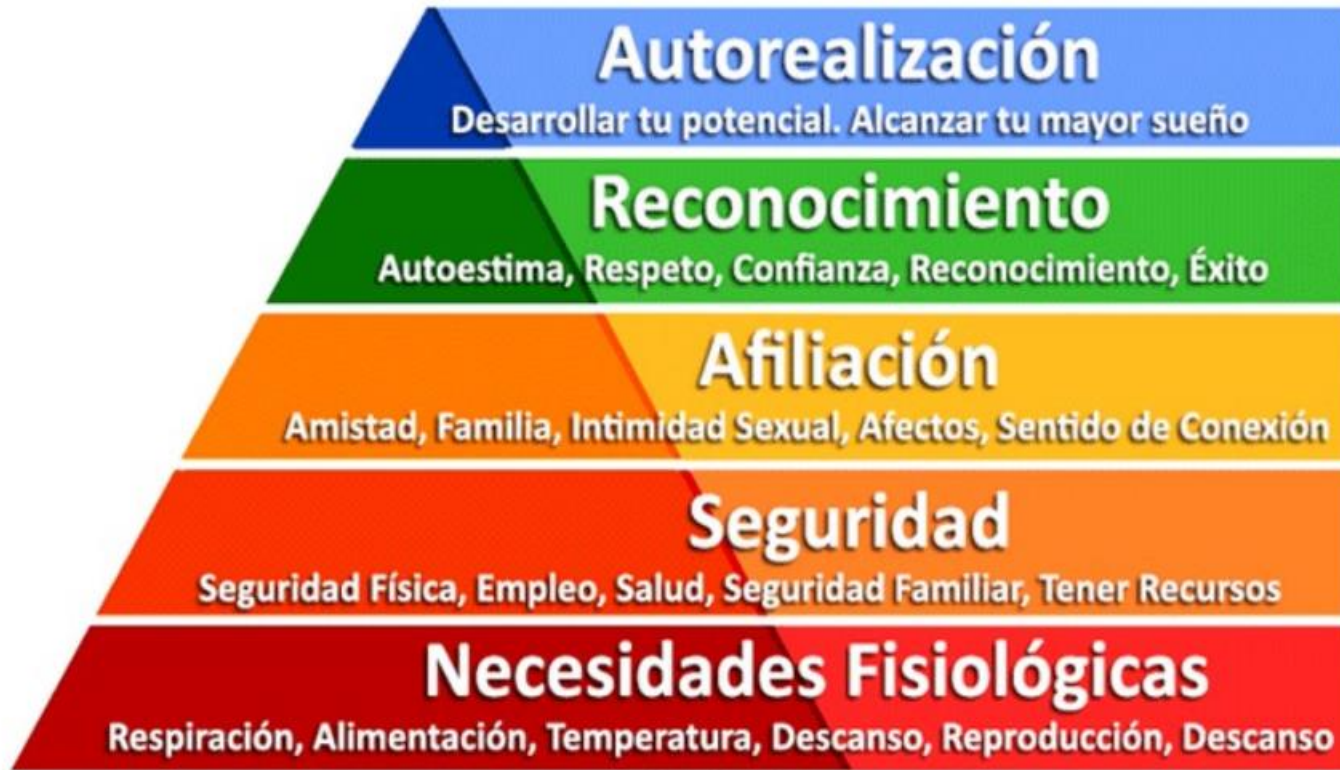 Autorealización
Desarrollar tu potencial. Alcanzar tu mayor sueño
Reconocimiento
Autoestima, Respeto, Confianza, Reconocimiento, Éxito
Afiliación
Amistad, Familia, Intimidad Sexual, Afectos, Sentido de Conexión
Seguridad
Seguridad Física, Empleo, Salud, Seguridad Familiar, Tener Recursos
Necesidades Fisiológicas
Respiración, Alimentación, Temperatura, Descanso, Reproducción, Descanso